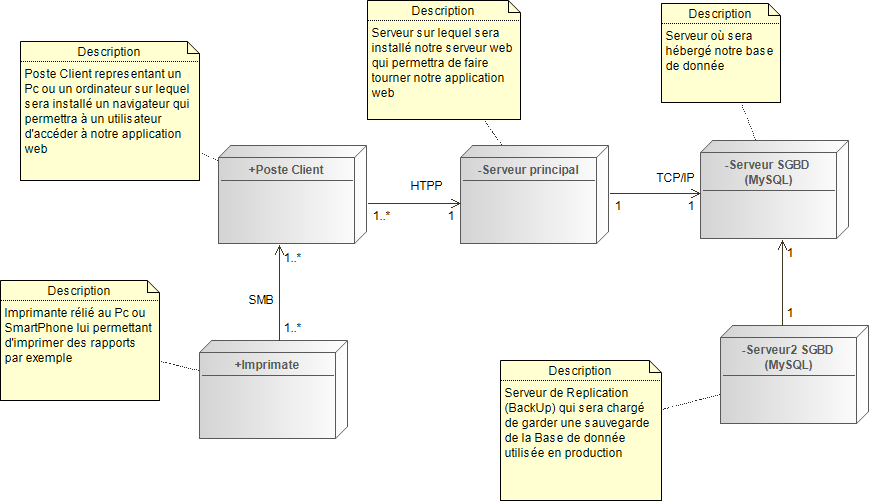 Description
Poste Client representant un
Pc ou un ordinateur sur lequel
sera installé un navigateur qui
permettra à un utilisateur
d'accéder à notre application
web
Description
Serveur sur lequel sera
installé notre serveur web
qui permettra de faire
tourner notre application
web
Description
Serveur où sera
hébergé notre base
de donnée
+Poste Client
HTPP
1..*
1
-Serveur principal
TCP/IP
1
1
-Serveur SGBD
(MySQL)
1..*
SMB
1..*
1
1
Description
Imprimante rélié au Pc ou
SmartPhone lui permettant
d'imprimer des rapports
par exemple
+Imprimate
Description
Serveur de Replication
(BackUp) qui sera chargé
de garder une sauvegarde
de la Base de donnée
utilisée en production
-Serveur2 SGBD
(MySQL)